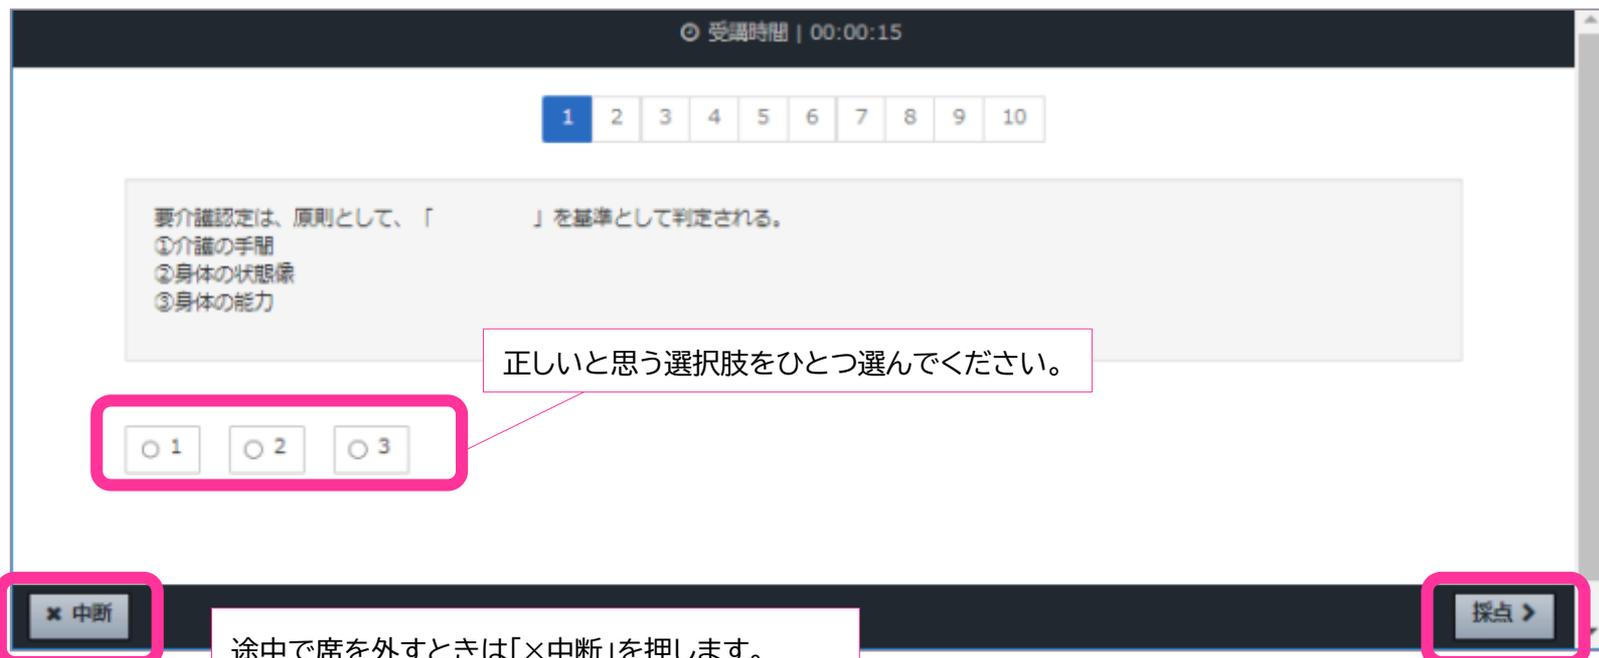 受講時間 | 00:00:15
1 2 3 4 5 6 7 8 9 10
要介護認定は、原則として、「　　　　　」を基準として判定される。
①介護の手間
②身体の状態像
③身体の能力
正しいと思う選択肢をひとつ選んでください。
1 2 3
× 中断
採点 >
途中で席を外すときは「×中断」を押します。